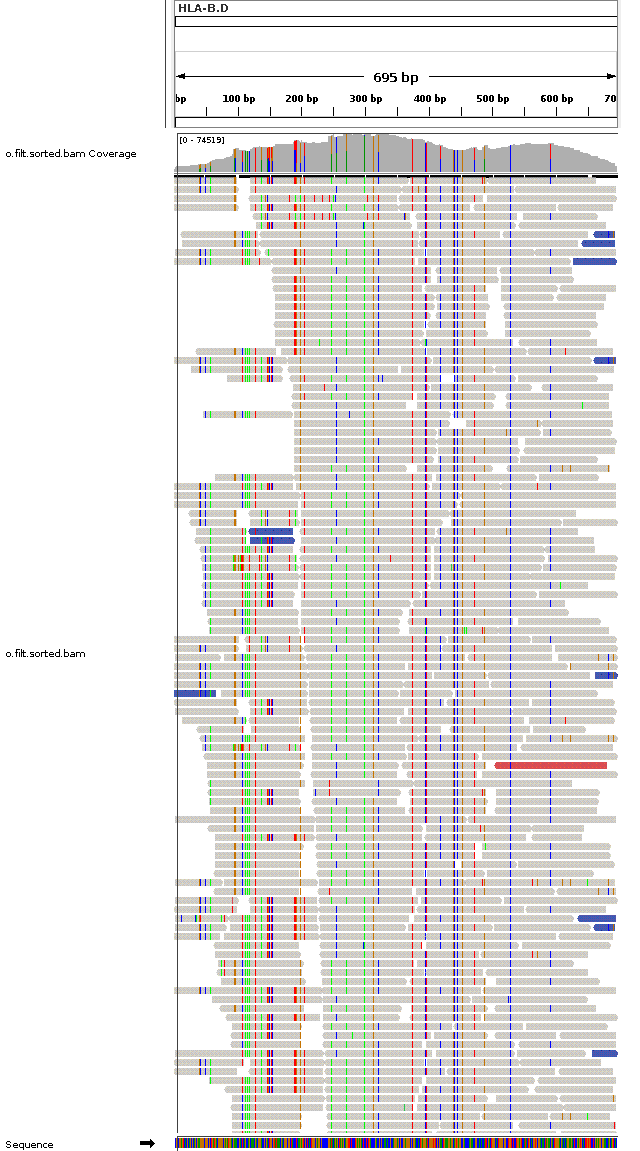 HLA-B.D
695 bp
bp 100 bp 200 bp 300 bp 400 bp 500 bp 600 bp 70
[0 - 74519]
o.filt.sorted.bam Coverage
o.filt.sorted.bam
Sequence